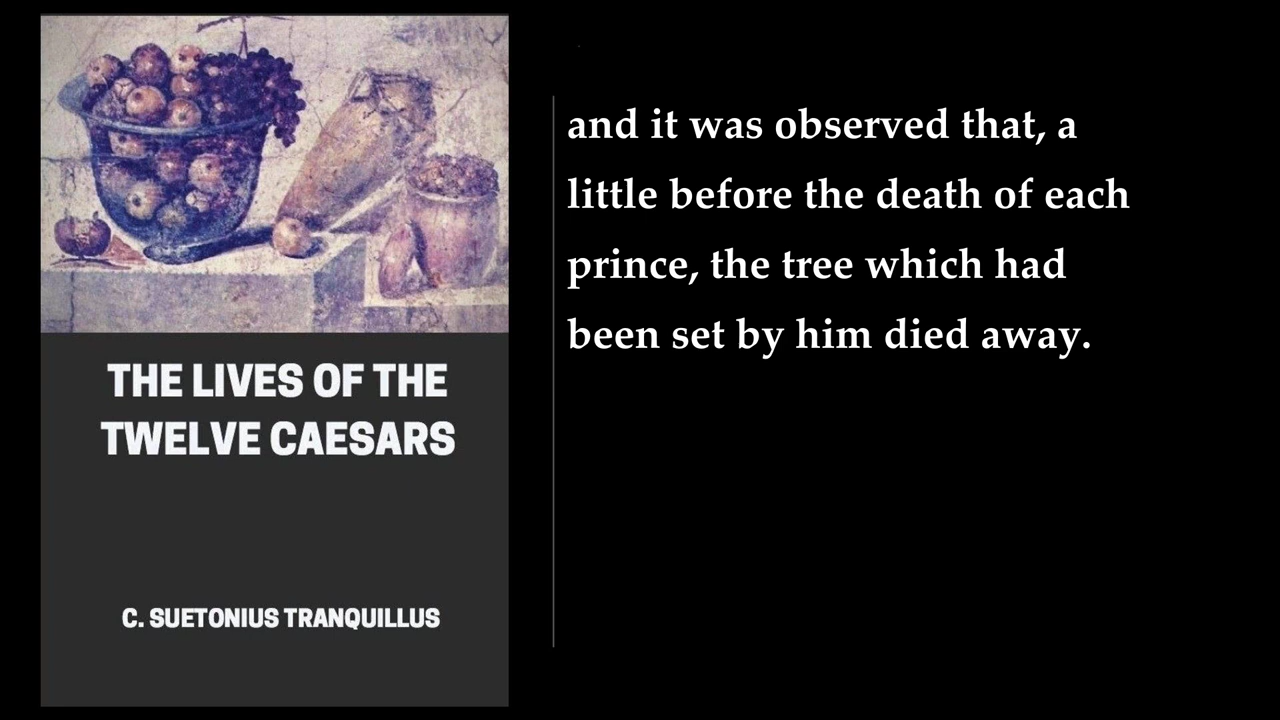 THE LIVES OF THE
TWELVE CAESARS
C. SUETONIUS TRANQUILLUS
and it was observed that, a
little before the death of each
prince, the tree which had
been set by him died away.